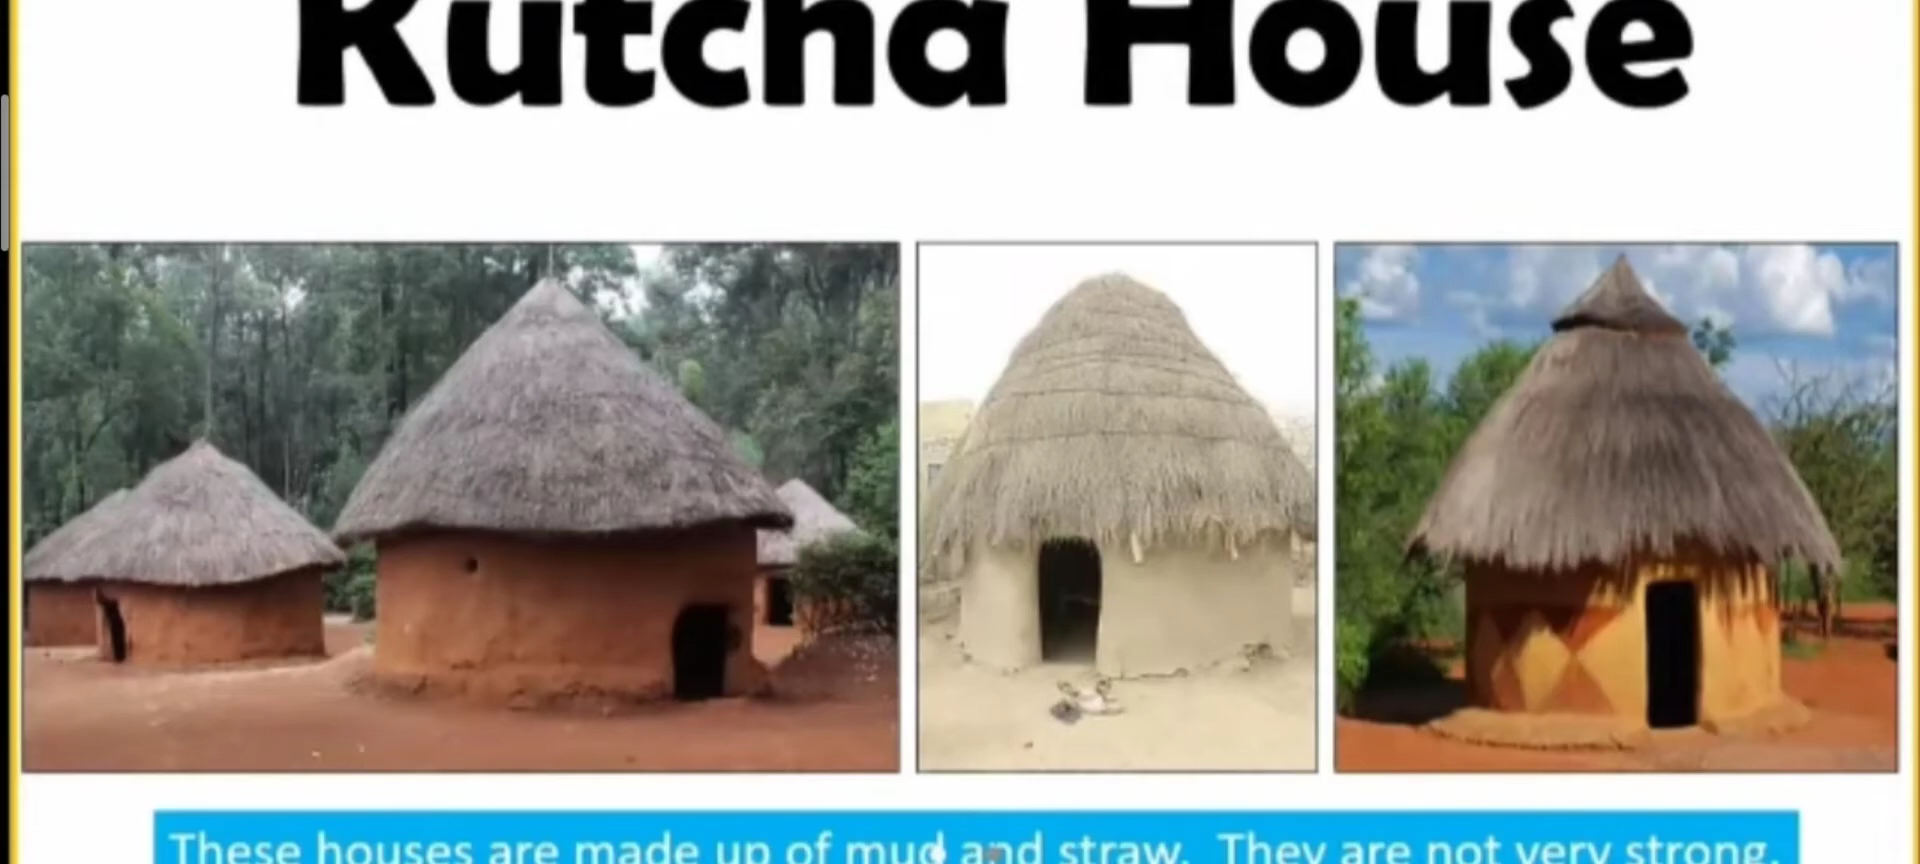 Kutcha House
These houses are made up of mud and straw. They are not very strong.